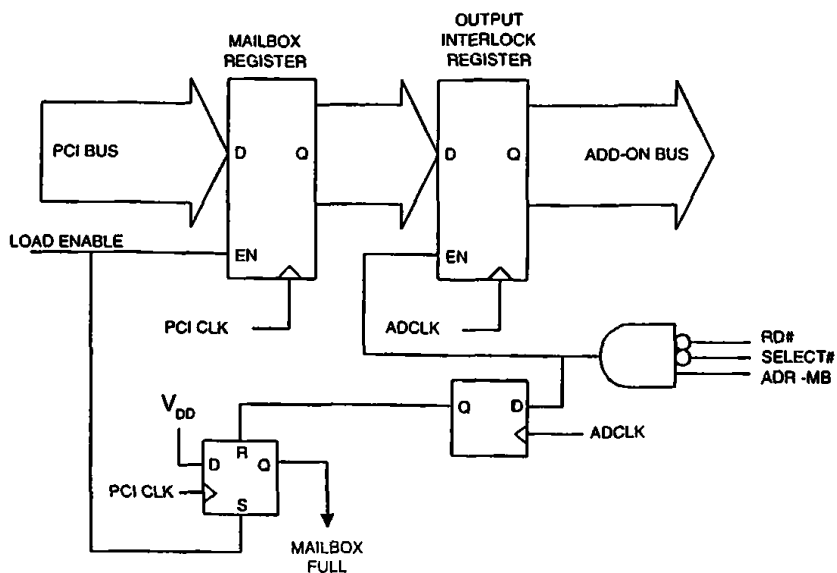 MAILBOX
REGISTER
OUTPUT
INTERLOCK
REGISTER
PCI BUS
D
Q
D
Q
ADD-ON BUS
LOAD ENABLE
EN
EN
PCI CLK
ADCLK
RD#
SELECT#
ADR -MB
VDD
Q
D
ADCLK
R
D
Q
PCI CLK
S
MAILBOX
FULL